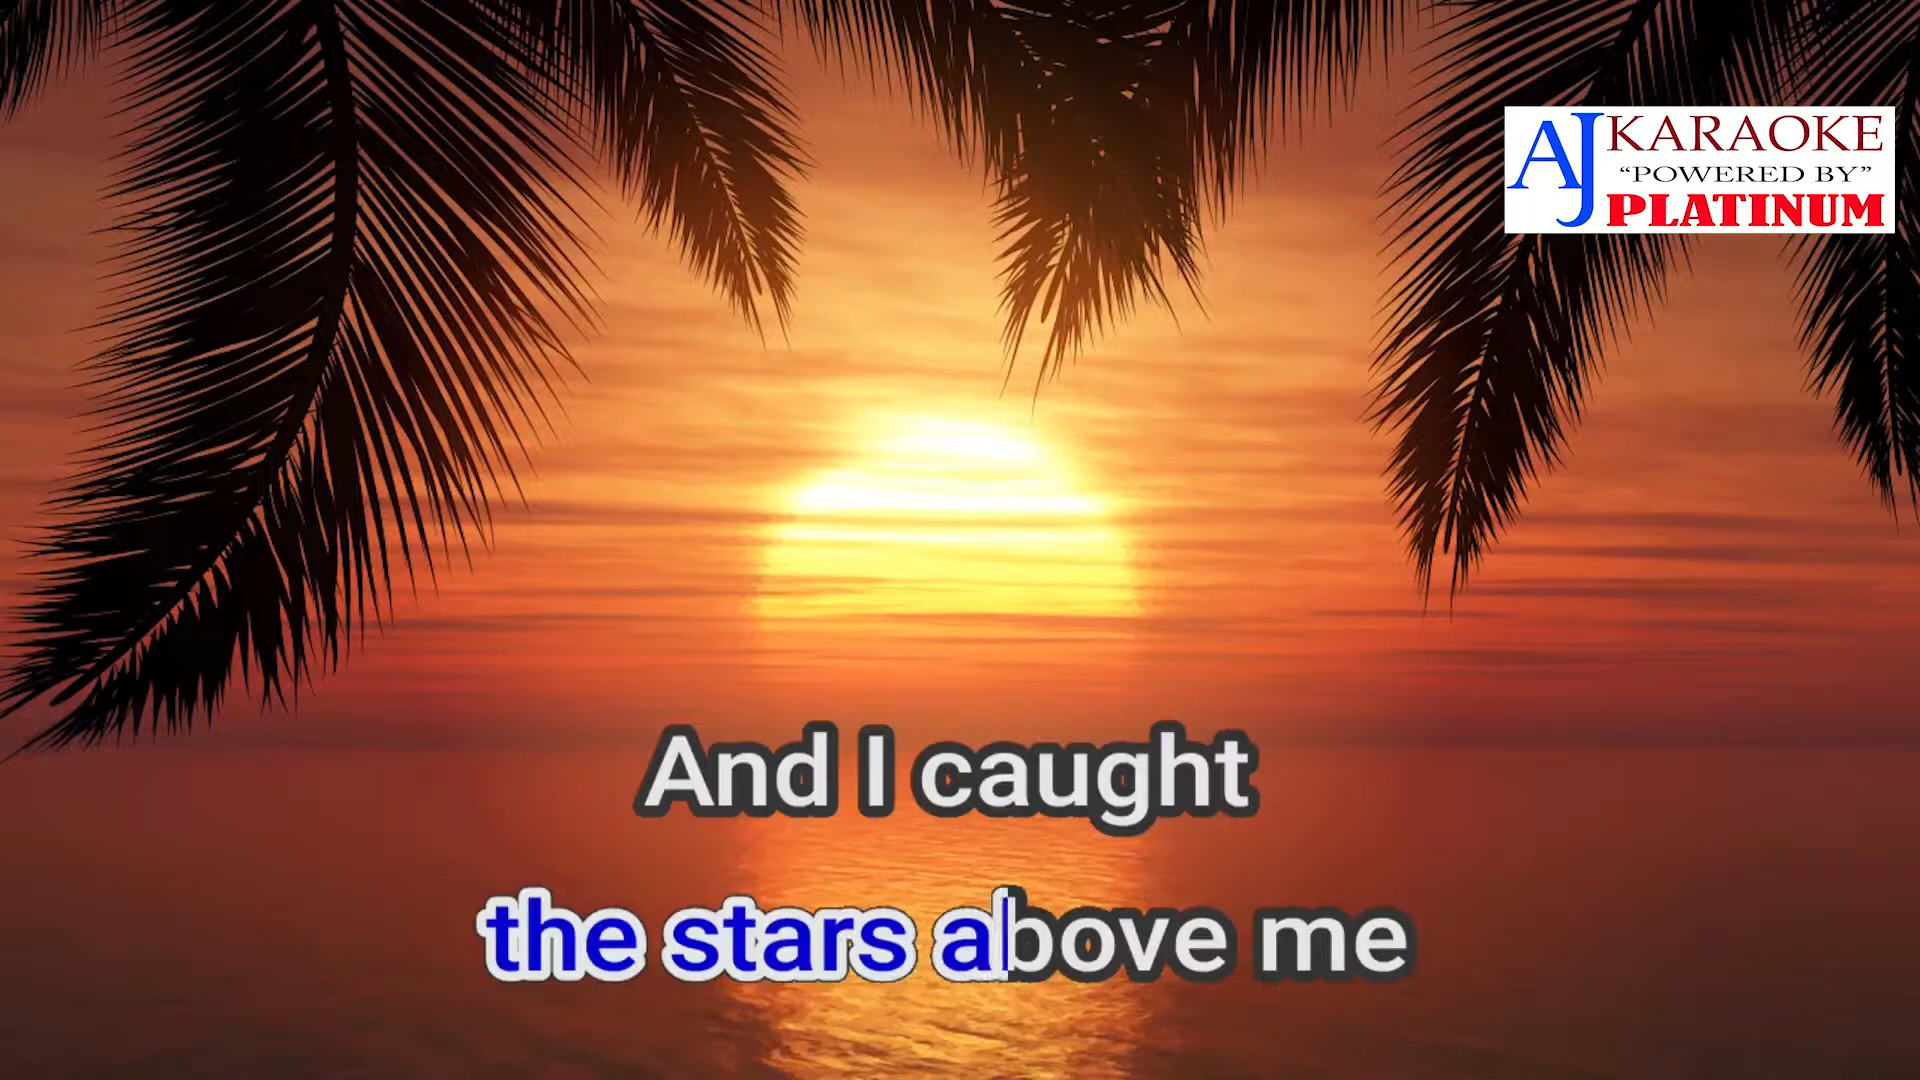 AJ KARAOKE
“POWERED BY”
PLATINUM
And I caught
the stars above me